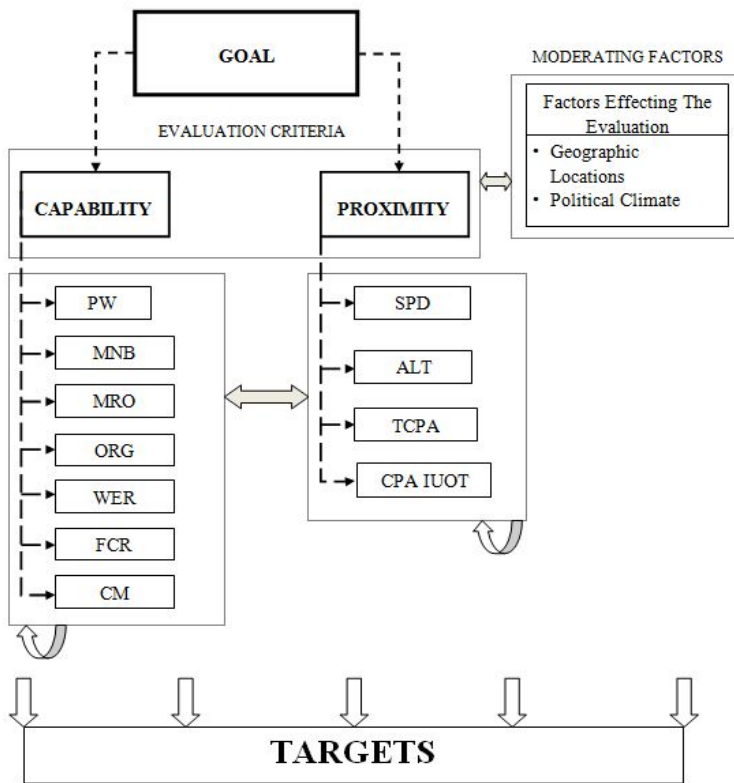 GOAL
MODERATING FACTORS
Factors Effecting The
Evaluation
• Geographic
Locations
• Political Climate
EVALUATION CRITERIA
CAPABILITY
PROXIMITY
PW
MNB
MRO
ORG
WER
FCR
CM
SPD
ALT
TCPA
CPA IUOT
TARGETS